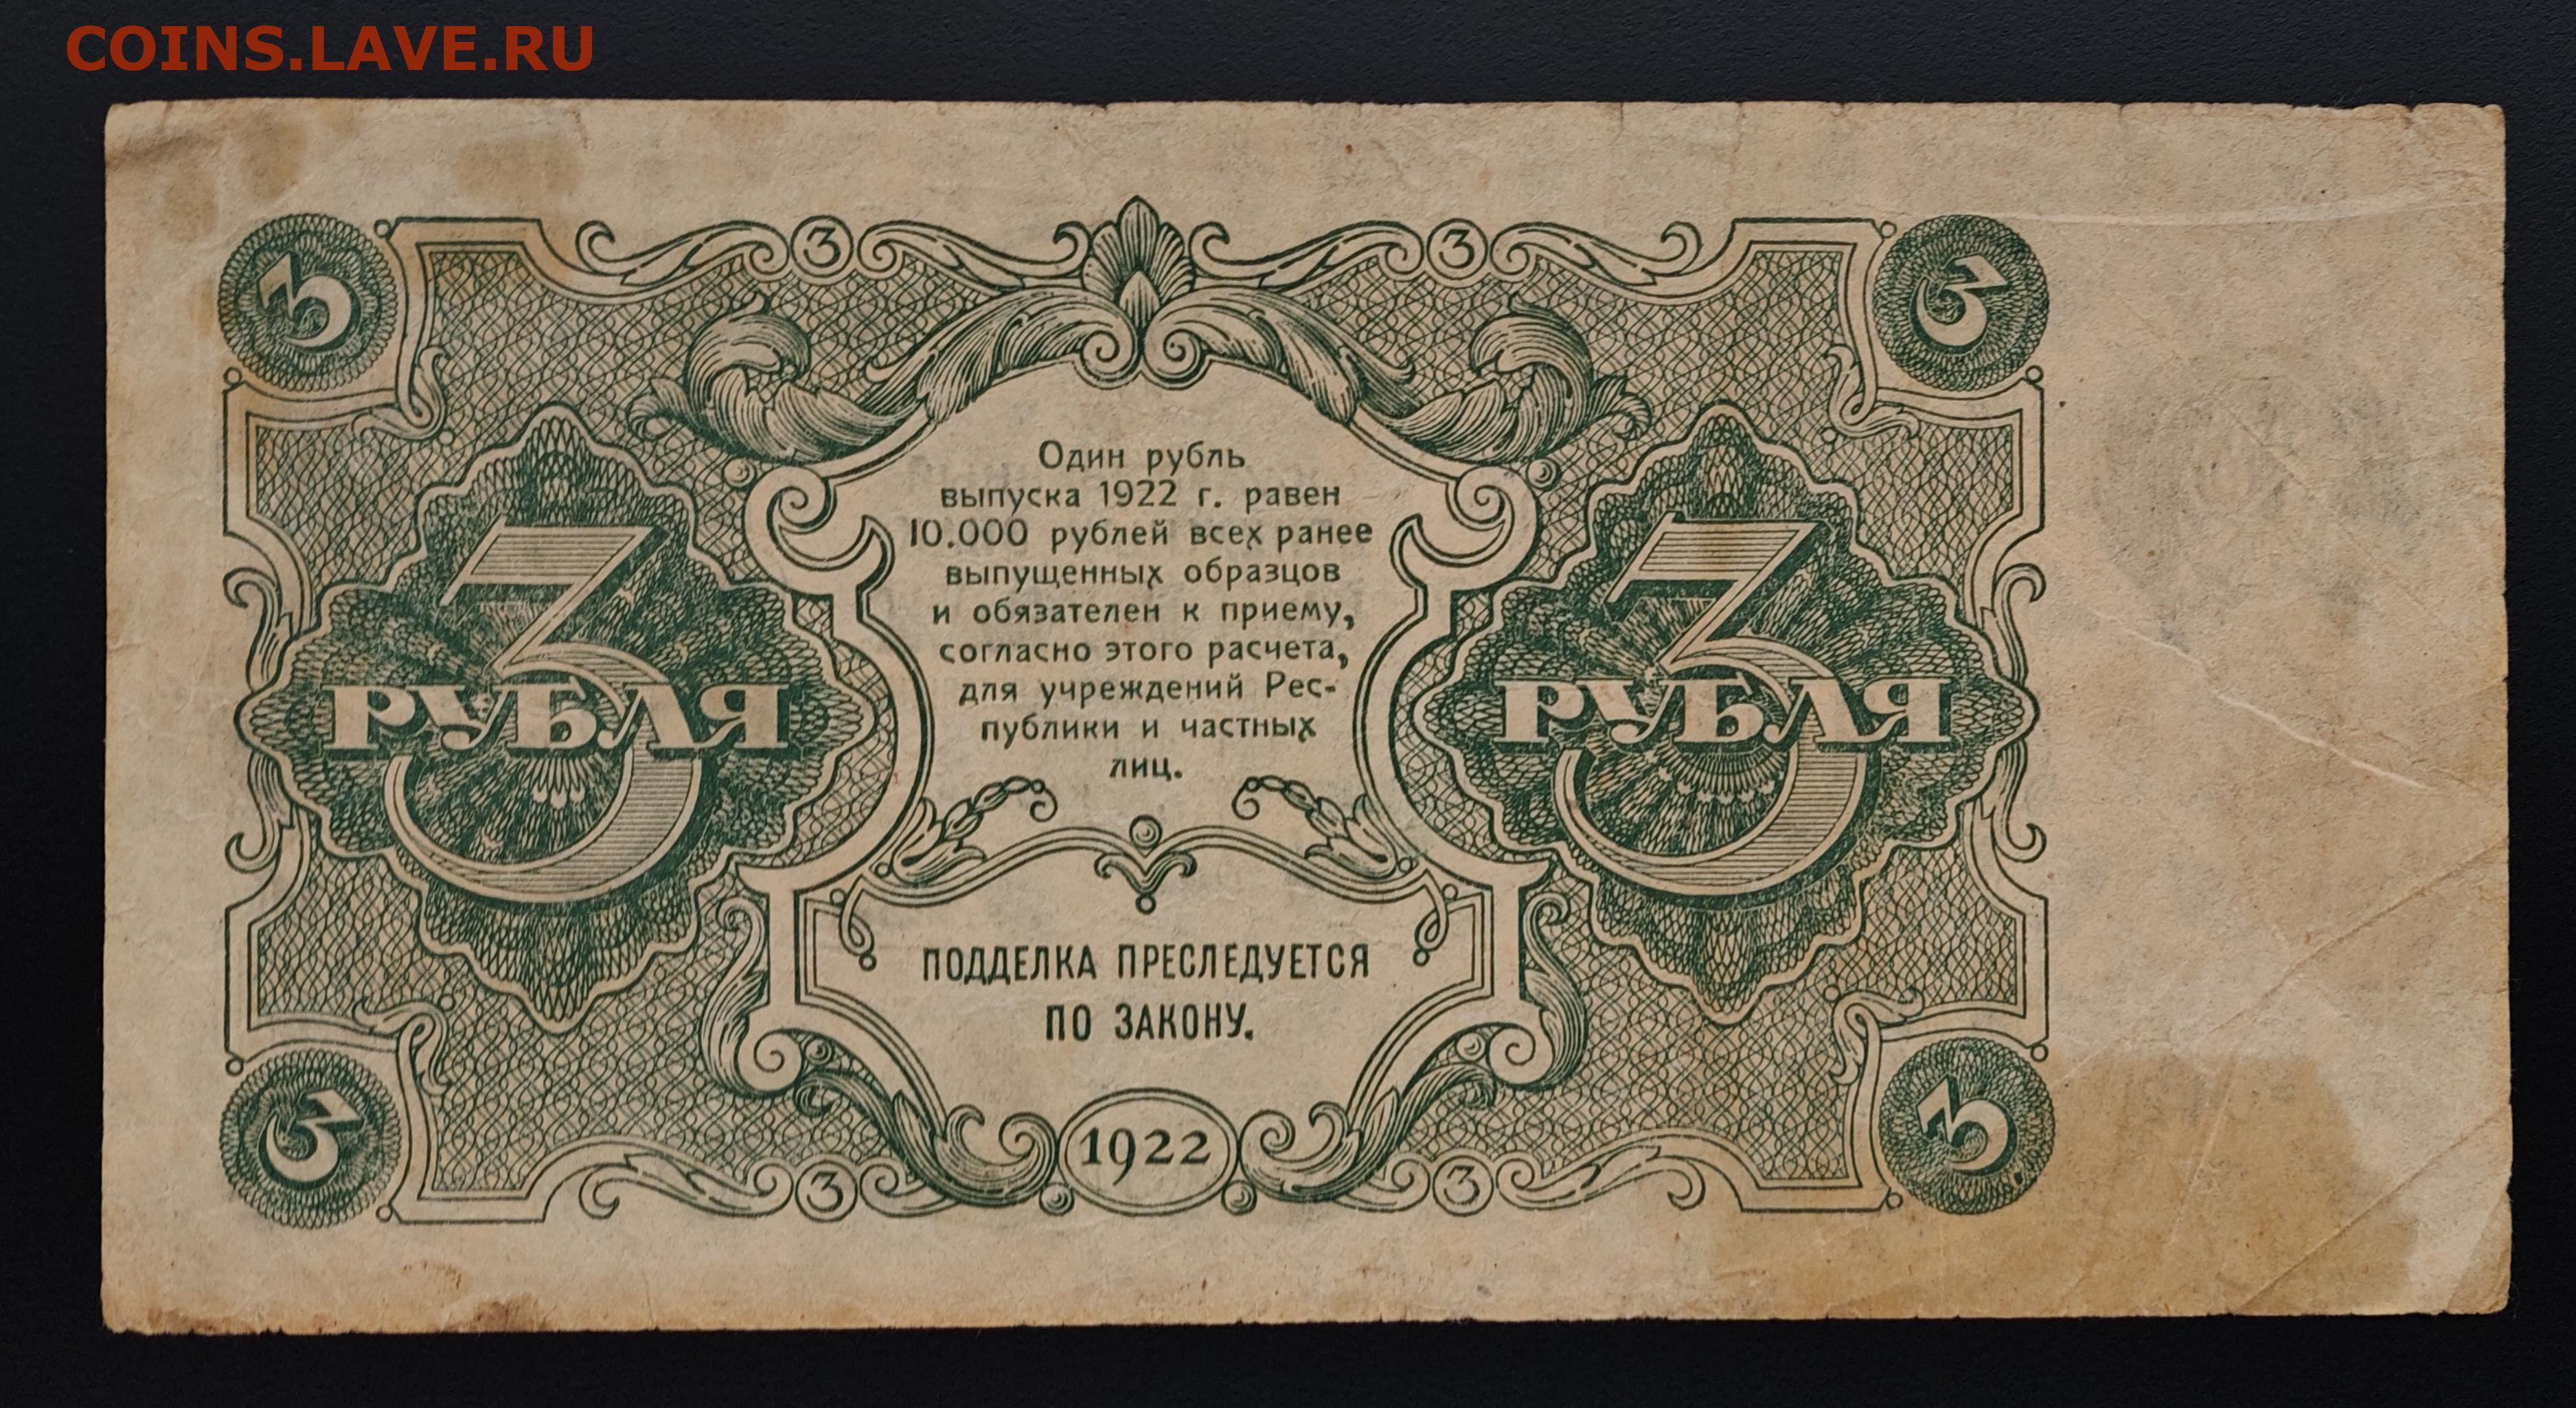 COINS.LAVE.RU
3 3 3 3
Один рубль
выпуска 1922 г. равен
10.000 рублей всех ранее
выпущенных образцов
и обязателен к приему,
согласно этого расчета,
для учреждений Рес-
публики и частных
лиц.
3 РУБЛЯ
3 РУБЛЯ
ПОДДЕЛКА ПРЕСЛЕДУЕТСЯ
ПО ЗАКОНУ.
3 3 1922 3 3